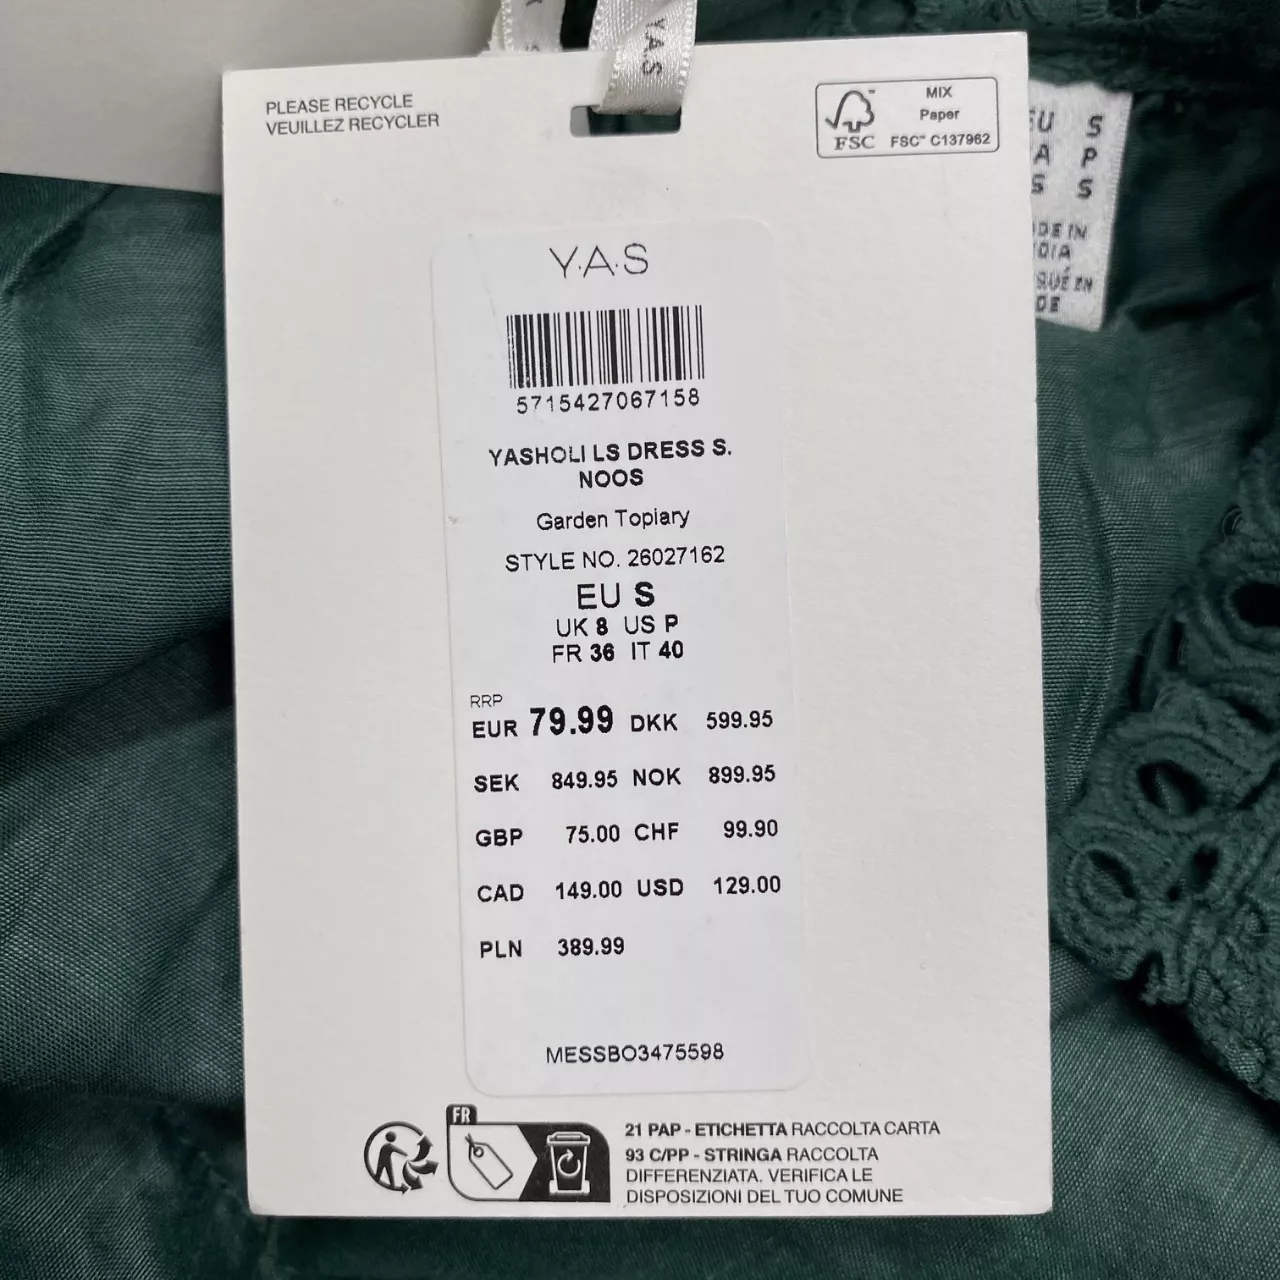 Y.A.S
PLEASE RECYCLE
VEUILLEZ RECYCLER
MIX
Paper
FSC™ C137962
FSC
Y.A.S
5715427067158
YASHOLI LS DRESS S.
NOOS
Garden Topiary
STYLE NO. 26027162
EU S
UK 8 US P
FR 36 IT 40
RRP
EUR 79.99 DKK 599.95
SEK 849.95 NOK 899.95
GBP 75.00 CHF 99.90
CAD 149.00 USD 129.00
PLN 389.99
MESSBO3475598
FR
21 PAP - ETICHETTA RACCOLTA CARTA
93 C/PP - STRINGA RACCOLTA
DIFFERENZIATA. VERIFICA LE
DISPOSIZIONI DEL TUO COMUNE
S
P
S
IN
EN